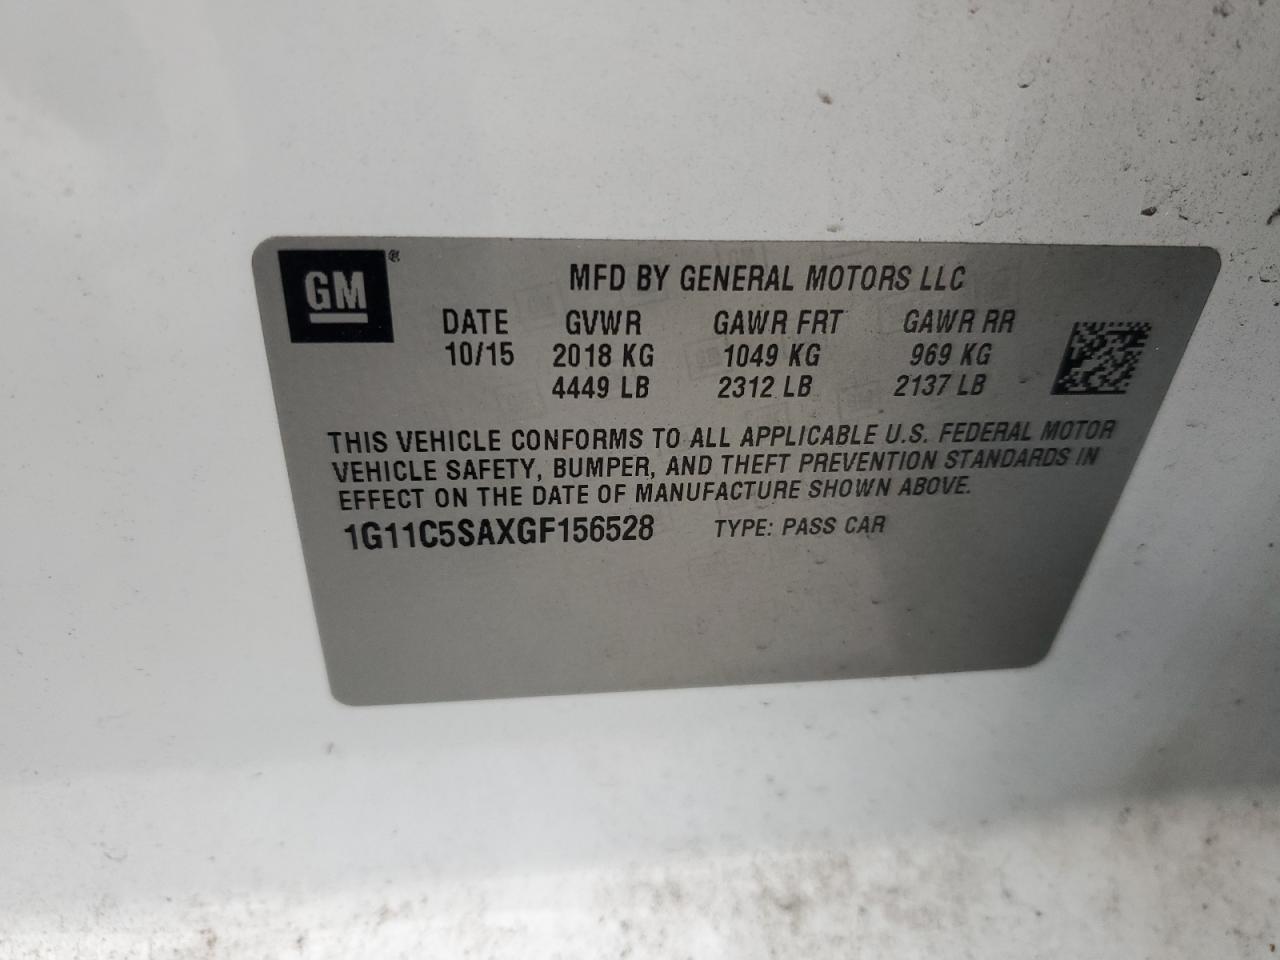 GM®
MFD BY GENERAL MOTORS LLC
DATE GVWR GAWR FRT GAWR RR
10/15 2018 KG 1049 KG 969 KG
4449 LB 2312 LB 2137 LB
THIS VEHICLE CONFORMS TO ALL APPLICABLE U.S. FEDERAL MOTOR
VEHICLE SAFETY, BUMPER, AND THEFT PREVENTION STANDARDS IN
EFFECT ON THE DATE OF MANUFACTURE SHOWN ABOVE.
1G11C5SAXGF156528 TYPE: PASS CAR